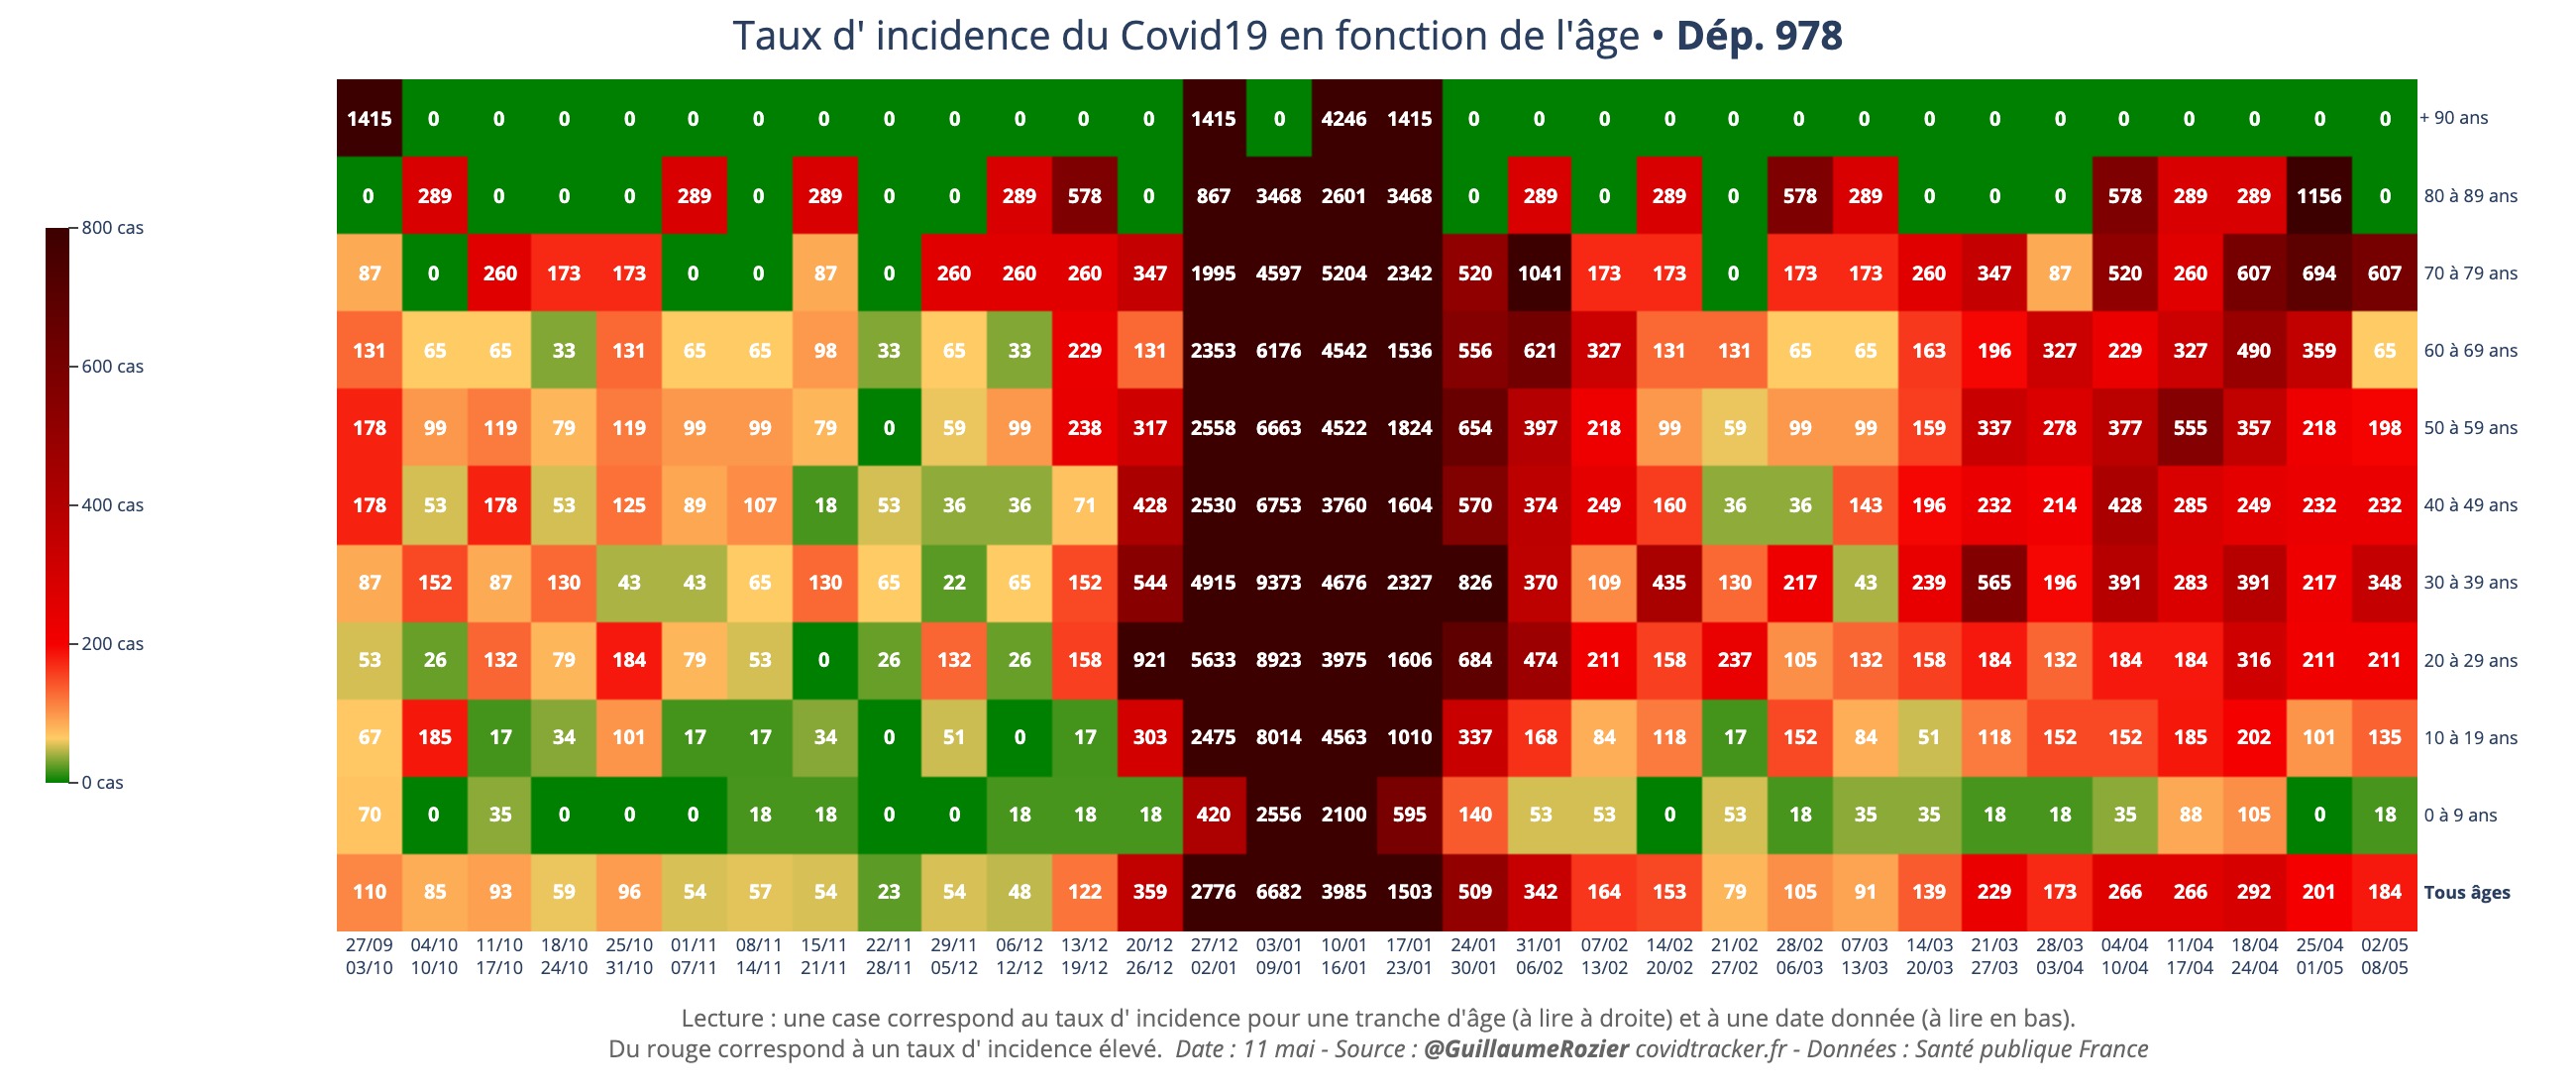 Taux d' incidence du Covid19 en fonction de l'âge • Dép. 978
1415 0 0 0 0 0 0 0 0 0 0 0 0 1415 0 4246 1415 0 0 0 0 0 0 0 0 0 0 0 0 0 0 0 + 90 ans
0 289 0 0 0 289 0 289 0 0 289 578 0 867 3468 2601 3468 0 289 0 289 0 578 289 0 0 0 578 289 289 1156 0 80 à 89 ans
87 0 260 173 173 0 0 87 0 260 260 260 347 1995 4597 5204 2342 520 1041 173 173 0 173 173 260 347 87 520 260 607 694 607 70 à 79 ans
131 65 65 33 131 65 65 98 33 65 33 229 131 2353 6176 4542 1536 556 621 327 131 131 65 65 163 196 327 229 327 490 359 65 60 à 69 ans
178 99 119 79 119 99 99 79 0 59 99 238 317 2558 6663 4522 1824 654 397 218 99 59 99 99 159 337 278 377 555 357 218 198 50 à 59 ans
178 53 178 53 125 89 107 18 53 36 36 71 428 2530 6753 3760 1604 570 374 249 160 36 36 143 196 232 214 428 285 249 232 232 40 à 49 ans
87 152 87 130 43 43 65 130 65 22 65 152 544 4915 9373 4676 2327 826 370 109 435 130 217 43 239 565 196 391 283 391 217 348 30 à 39 ans
53 26 132 79 184 79 53 0 26 132 26 158 921 5633 8923 3975 1606 684 474 211 158 237 105 132 158 184 132 184 184 316 211 211 20 à 29 ans
67 185 17 34 101 17 17 34 0 51 0 17 303 2475 8014 4563 1010 337 168 84 118 17 152 84 51 118 152 152 185 202 101 135 10 à 19 ans
70 0 35 0 0 0 18 18 0 0 18 18 18 420 2556 2100 595 140 53 53 0 53 18 35 35 18 18 35 88 105 0 18 0 à 9 ans
110 85 93 59 96 54 57 54 23 54 48 122 359 2776 6682 3985 1503 509 342 164 153 79 105 91 139 229 173 266 266 292 201 184 Tous âges
27/09 04/10 11/10 18/10 25/10 01/11 08/11 15/11 22/11 29/11 06/12 13/12 20/12 27/12 03/01 10/01 17/01 24/01 31/01 07/02 14/02 21/02 28/02 07/03 14/03 21/03 28/03 04/04 11/04 18/04 25/04 02/05
03/10 10/10 17/10 24/10 31/10 07/11 14/11 21/11 28/11 05/12 12/12 19/12 26/12 02/01 09/01 16/01 23/01 30/01 06/02 13/02 20/02 27/02 06/03 13/03 20/03 27/03 03/04 10/04 17/04 24/04 01/05 08/05
800 cas
600 cas
400 cas
200 cas
0 cas
Lecture : une case correspond au taux d' incidence pour une tranche d'âge (à lire à droite) et à une date donnée (à lire en bas).
Du rouge correspond à un taux d' incidence élevé. Date : 11 mai - Source : @GuillaumeRozier covidtracker.fr - Données : Santé publique France